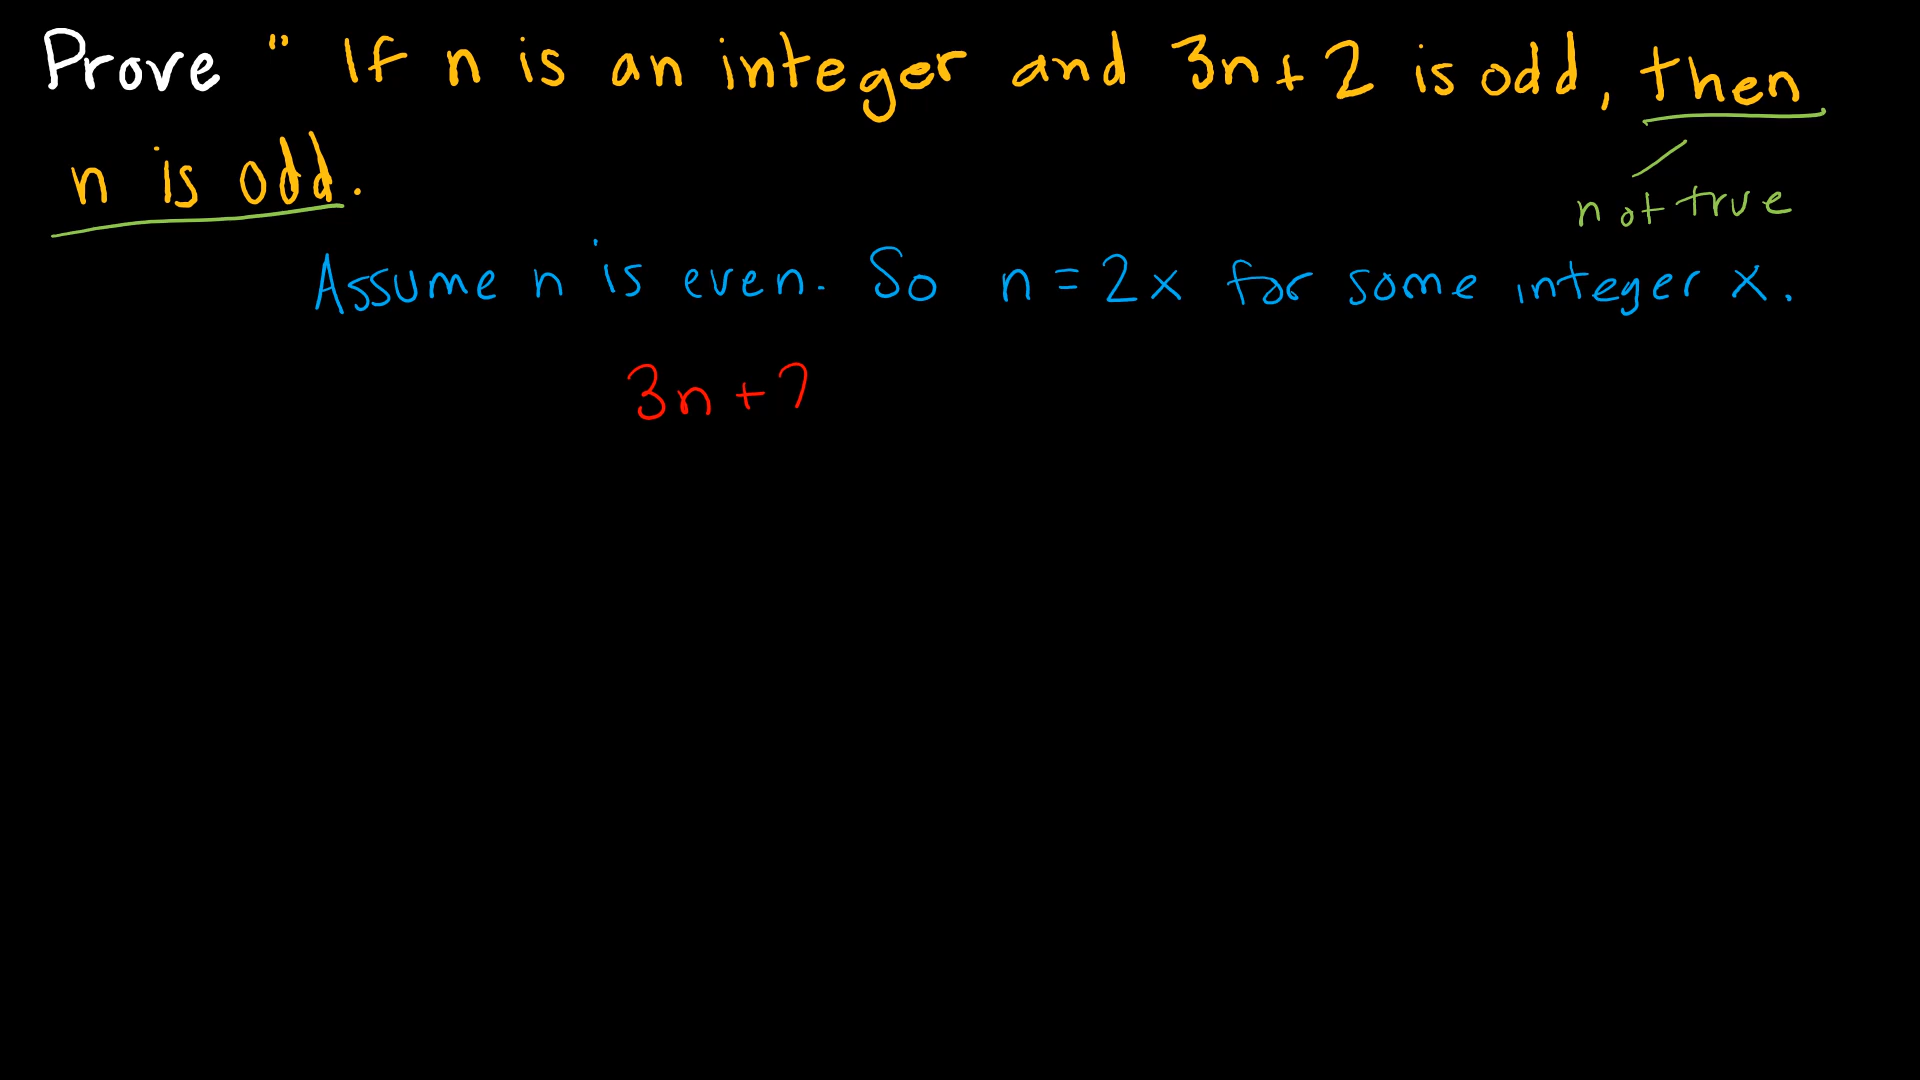 Prove " If n is an integer and 3n+2 is odd, then
n is odd.
not true
Assume n is even. So n = 2x for some integer x.
3n +